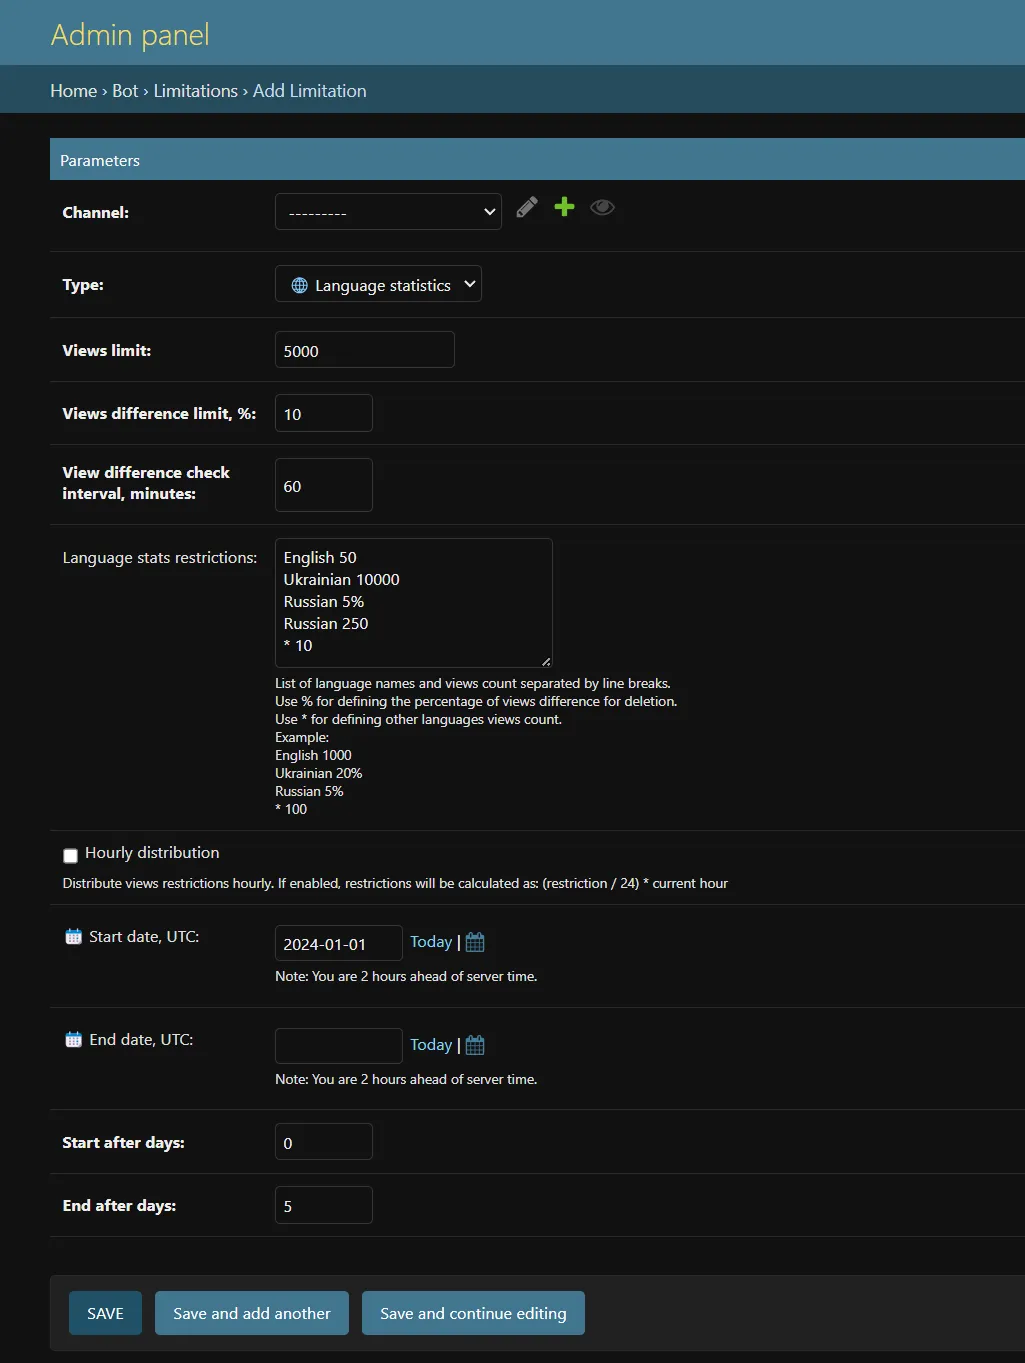 Admin panel
Home › Bot › Limitations › Add Limitation
Parameters
Channel:
---------
Type:
Language statistics
Views limit:
5000
Views difference limit, %:
10
View difference check
interval, minutes:
60
Language stats restrictions:
English 50
Ukrainian 10000
Russian 5%
Russian 250
* 10
List of language names and views count separated by line breaks.
Use % for defining the percentage of views difference for deletion.
Use * for defining other languages views count.
Example:
English 1000
Ukrainian 20%
Russian 5%
* 100
Hourly distribution
Distribute views restrictions hourly. If enabled, restrictions will be calculated as: (restriction / 24) * current hour
Start date, UTC:
2024-01-01
Today |
Note: You are 2 hours ahead of server time.
End date, UTC:
Today |
Note: You are 2 hours ahead of server time.
Start after days:
0
End after days:
5
SAVE
Save and add another
Save and continue editing